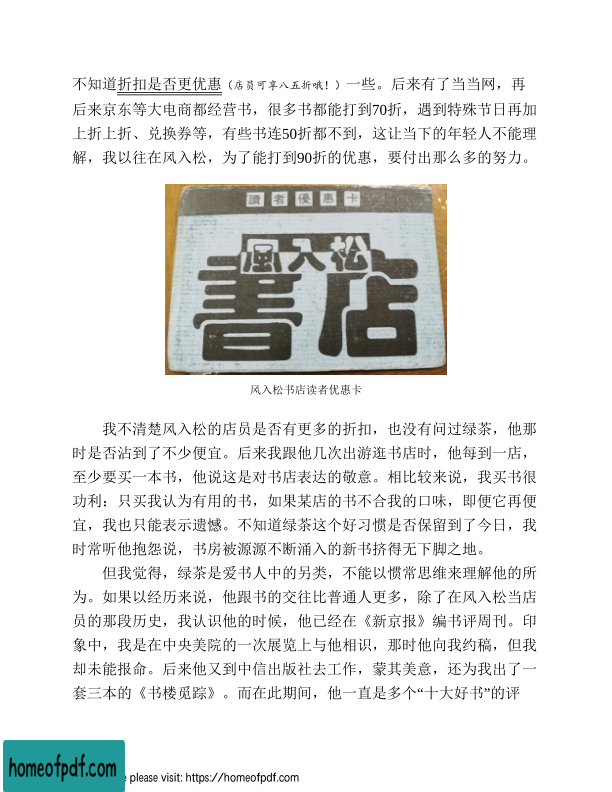 不知道折扣是否更优惠（店员可享八五折哦！）一些。后来有了当当网，再
后来京东等大电商都经营书，很多书都能打到70折，遇到特殊节日再加
上折上折、兑换券等，有些书连50折都不到，这让当下的年轻人不能理
解，我以往在风入松，为了能打到90折的优惠，要付出那么多的努力。
讀者優惠卡
風入松
書店
风入松书店读者优惠卡
我不清楚风入松的店员是否有更多的折扣，也没有问过绿茶，他那
时是否沾到了不少便宜。后来我跟他几次出游逛书店时，他每到一店，
至少要买一本书，他说这是对书店表达的敬意。相比较来说，我买书很
功利：只买我认为有用的书，如果某店的书不合我的口味，即便它再便
宜，我也只能表示遗憾。不知道绿茶这个好习惯是否保留到了今日，我
时常听他抱怨说，书房被源源不断涌入的新书挤得无下脚之地。
但我觉得，绿茶是爱书人中的另类，不能以惯常思维来理解他的所
为。如果以经历来说，他跟书的交往比普通人更多，除了在风入松当店
员的那段历史，我认识他的时候，他已经在《新京报》编书评周刊。印
象中，我是在中央美院的一次展览上与他相识，那时他向我约稿，但我
却未能报命。后来他又到中信出版社去工作，蒙其美意，还为我出了一
套三本的《书楼觅踪》。而在此期间，他一直是多个“十大好书”的评
homeofpdf.com
e please visit: https://homeofpdf.com